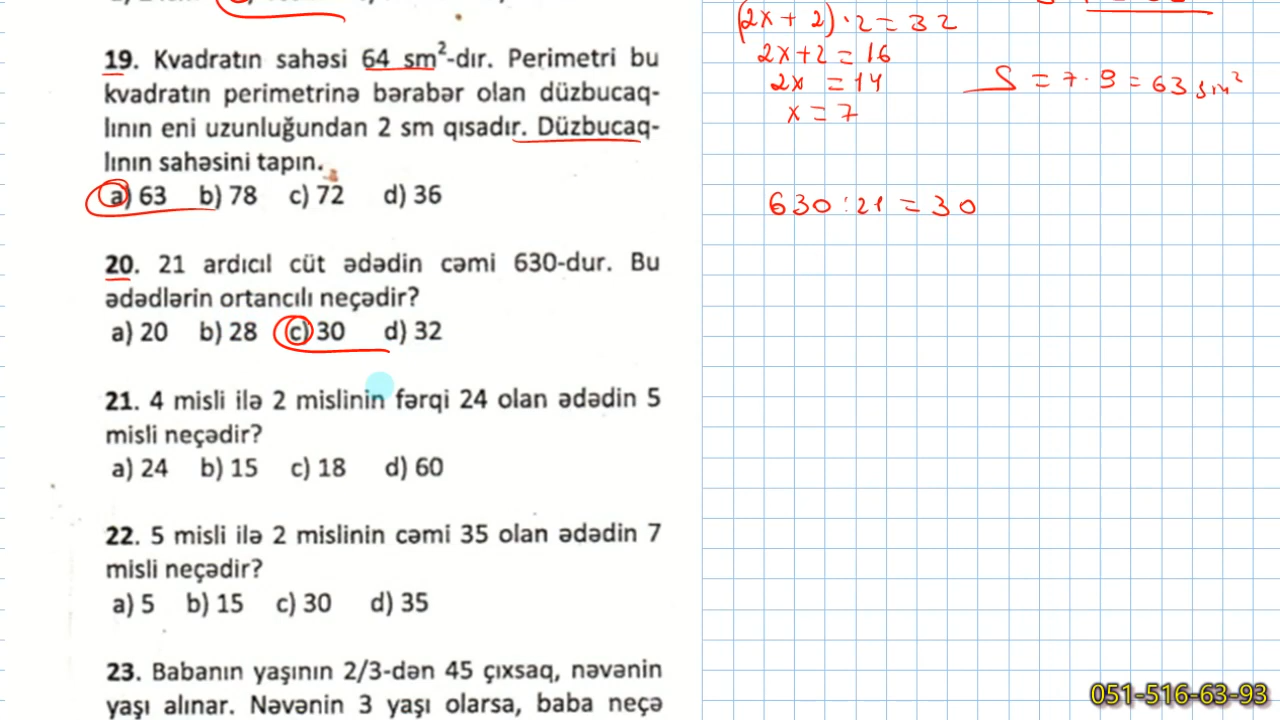 19. Kvadratın sahəsi 64 sm²-dır. Perimetri bu
kvadratın perimetrinə bərabər olan düzbucaq-
lının eni uzunluğundan 2 sm qısadır. Düzbucaq-
lının sahəsini tapın.
a) 63 b) 78 c) 72 d) 36
20. 21 ardıcıl cüt ədədin cəmi 630-dur. Bu
ədədlərin ortancılı neçədir?
a) 20 b) 28 c) 30 d) 32
21. 4 misli ilə 2 mislinin fərqi 24 olan ədədin 5
misli neçədir?
a) 24 b) 15 c) 18 d) 60
22. 5 misli ilə 2 mislinin cəmi 35 olan ədədin 7
misli neçədir?
a) 5 b) 15 c) 30 d) 35
23. Babanın yaşının 2/3-dən 45 çıxsaq, nəvənin
yaşı alınar. Nəvənin 3 yaşı olarsa, baba neçə
(2x + 2) · 2 = 32
2x + 2 = 16
2x = 14
x = 7
S = 7 · 9 = 63 sm²
630 : 21 = 30
051-516-63-93